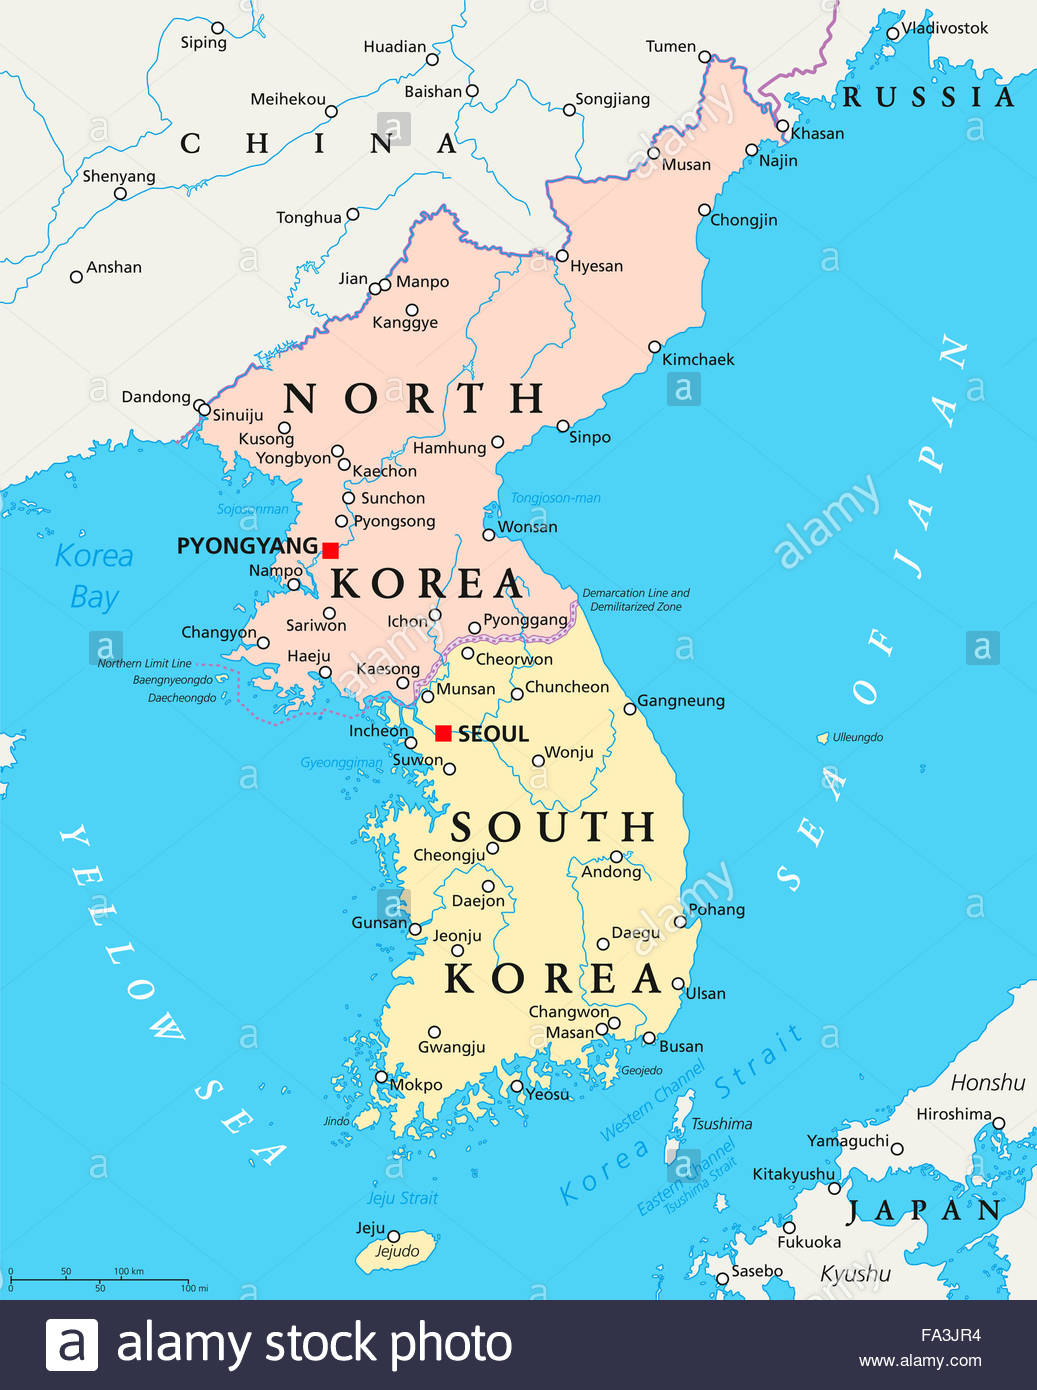 Siping
Huadian
Tumen
Vladivostok
Baishan
Meihekou
Songjiang
RUSSIA
CHINA
Khasan
Musan
Najin
Shenyang
Tonghua
Chongjin
Anshan
Hyesan
Jian
Manpo
Kanggye
Kimchaek
Dandong
NORTH
Sinuiju
Kusong
Hamhung
Sinpo
Yongbyon
Kaechon
Sojosonman
Sunchon
Tongjoson-man
Pyongsong
Wonsan
Korea
Bay
PYONGYANG
Nampo
KOREA
Demarcation Line and
Demilitarized Zone
Sariwon
Ichon
Pyonggang
Changyon
Haeju
Cheorwon
Northern Limit Line
Kaesong
Baengnyeongdo
Munsan
Chuncheon
Daecheongdo
Gangneung
Incheon
SEOUL
Ulleungdo
Gyeonggiman
Suwon
Wonju
SEA OF JAPAN
SOUTH
YELLOW SEA
Cheongju
Andong
Daejon
Pohang
Gunsan
Jeonju
Daegu
KOREA
Ulsan
Changwon
Masan
Gwangju
Busan
Geojedo
Mokpo
Yeosu
Jindo
Western Channel
Korea Strait
Tsushima
Eastern Channel
Tsushima Strait
Honshu
Hiroshima
Yamaguchi
Kitakyushu
Jeju Strait
JAPAN
Jeju
Jejudo
Fukuoka
Sasebo
Kyushu
0 50 100 km
0 50 100 mi
a alamy
a alamy
a alamy
a alamy
a alamy stock photo
FA3JR4
www.alamy.com